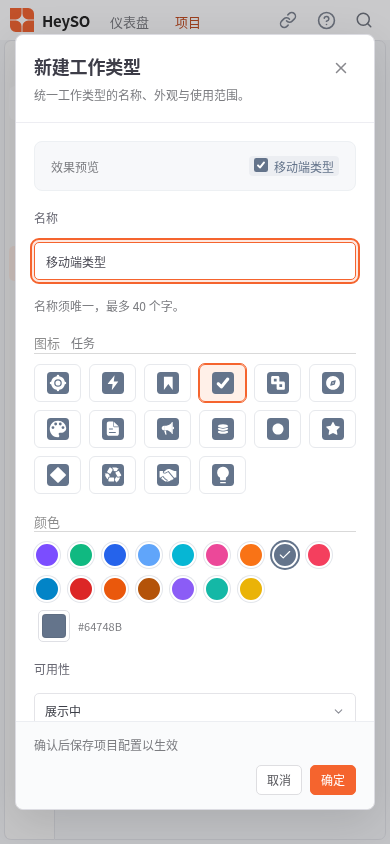 HeySO 仪表盘 项目
新建工作类型
统一工作类型的名称、外观与使用范围。
效果预览 移动端类型
名称
移动端类型
名称须唯一，最多 40 个字。
图标 任务
颜色
#64748B
可用性
展示中
确认后保存项目配置以生效
取消 确定